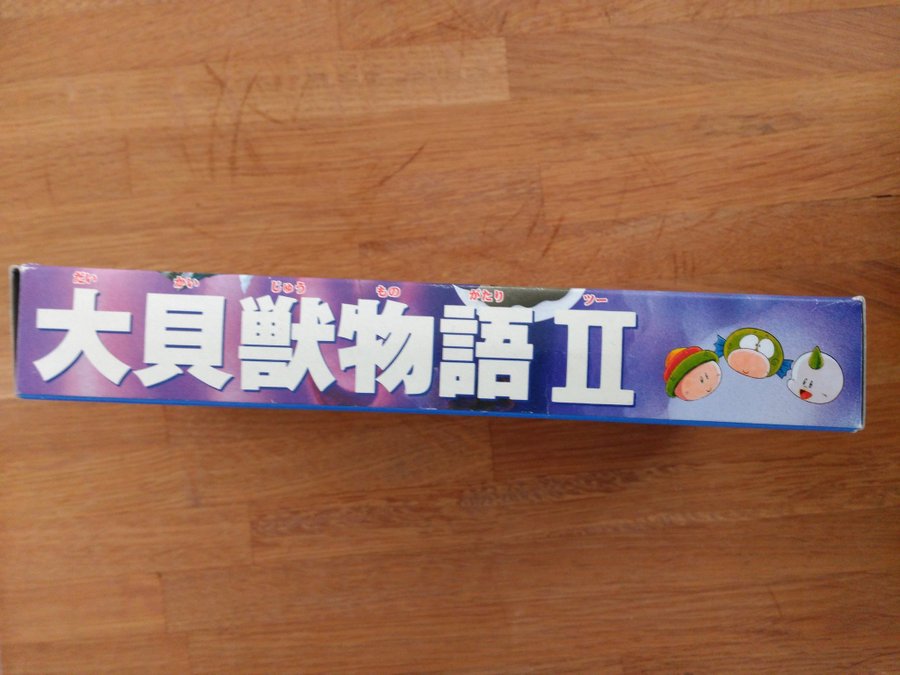 だい かい じゅう もの がたり ツー
大貝獣物語Ⅱ